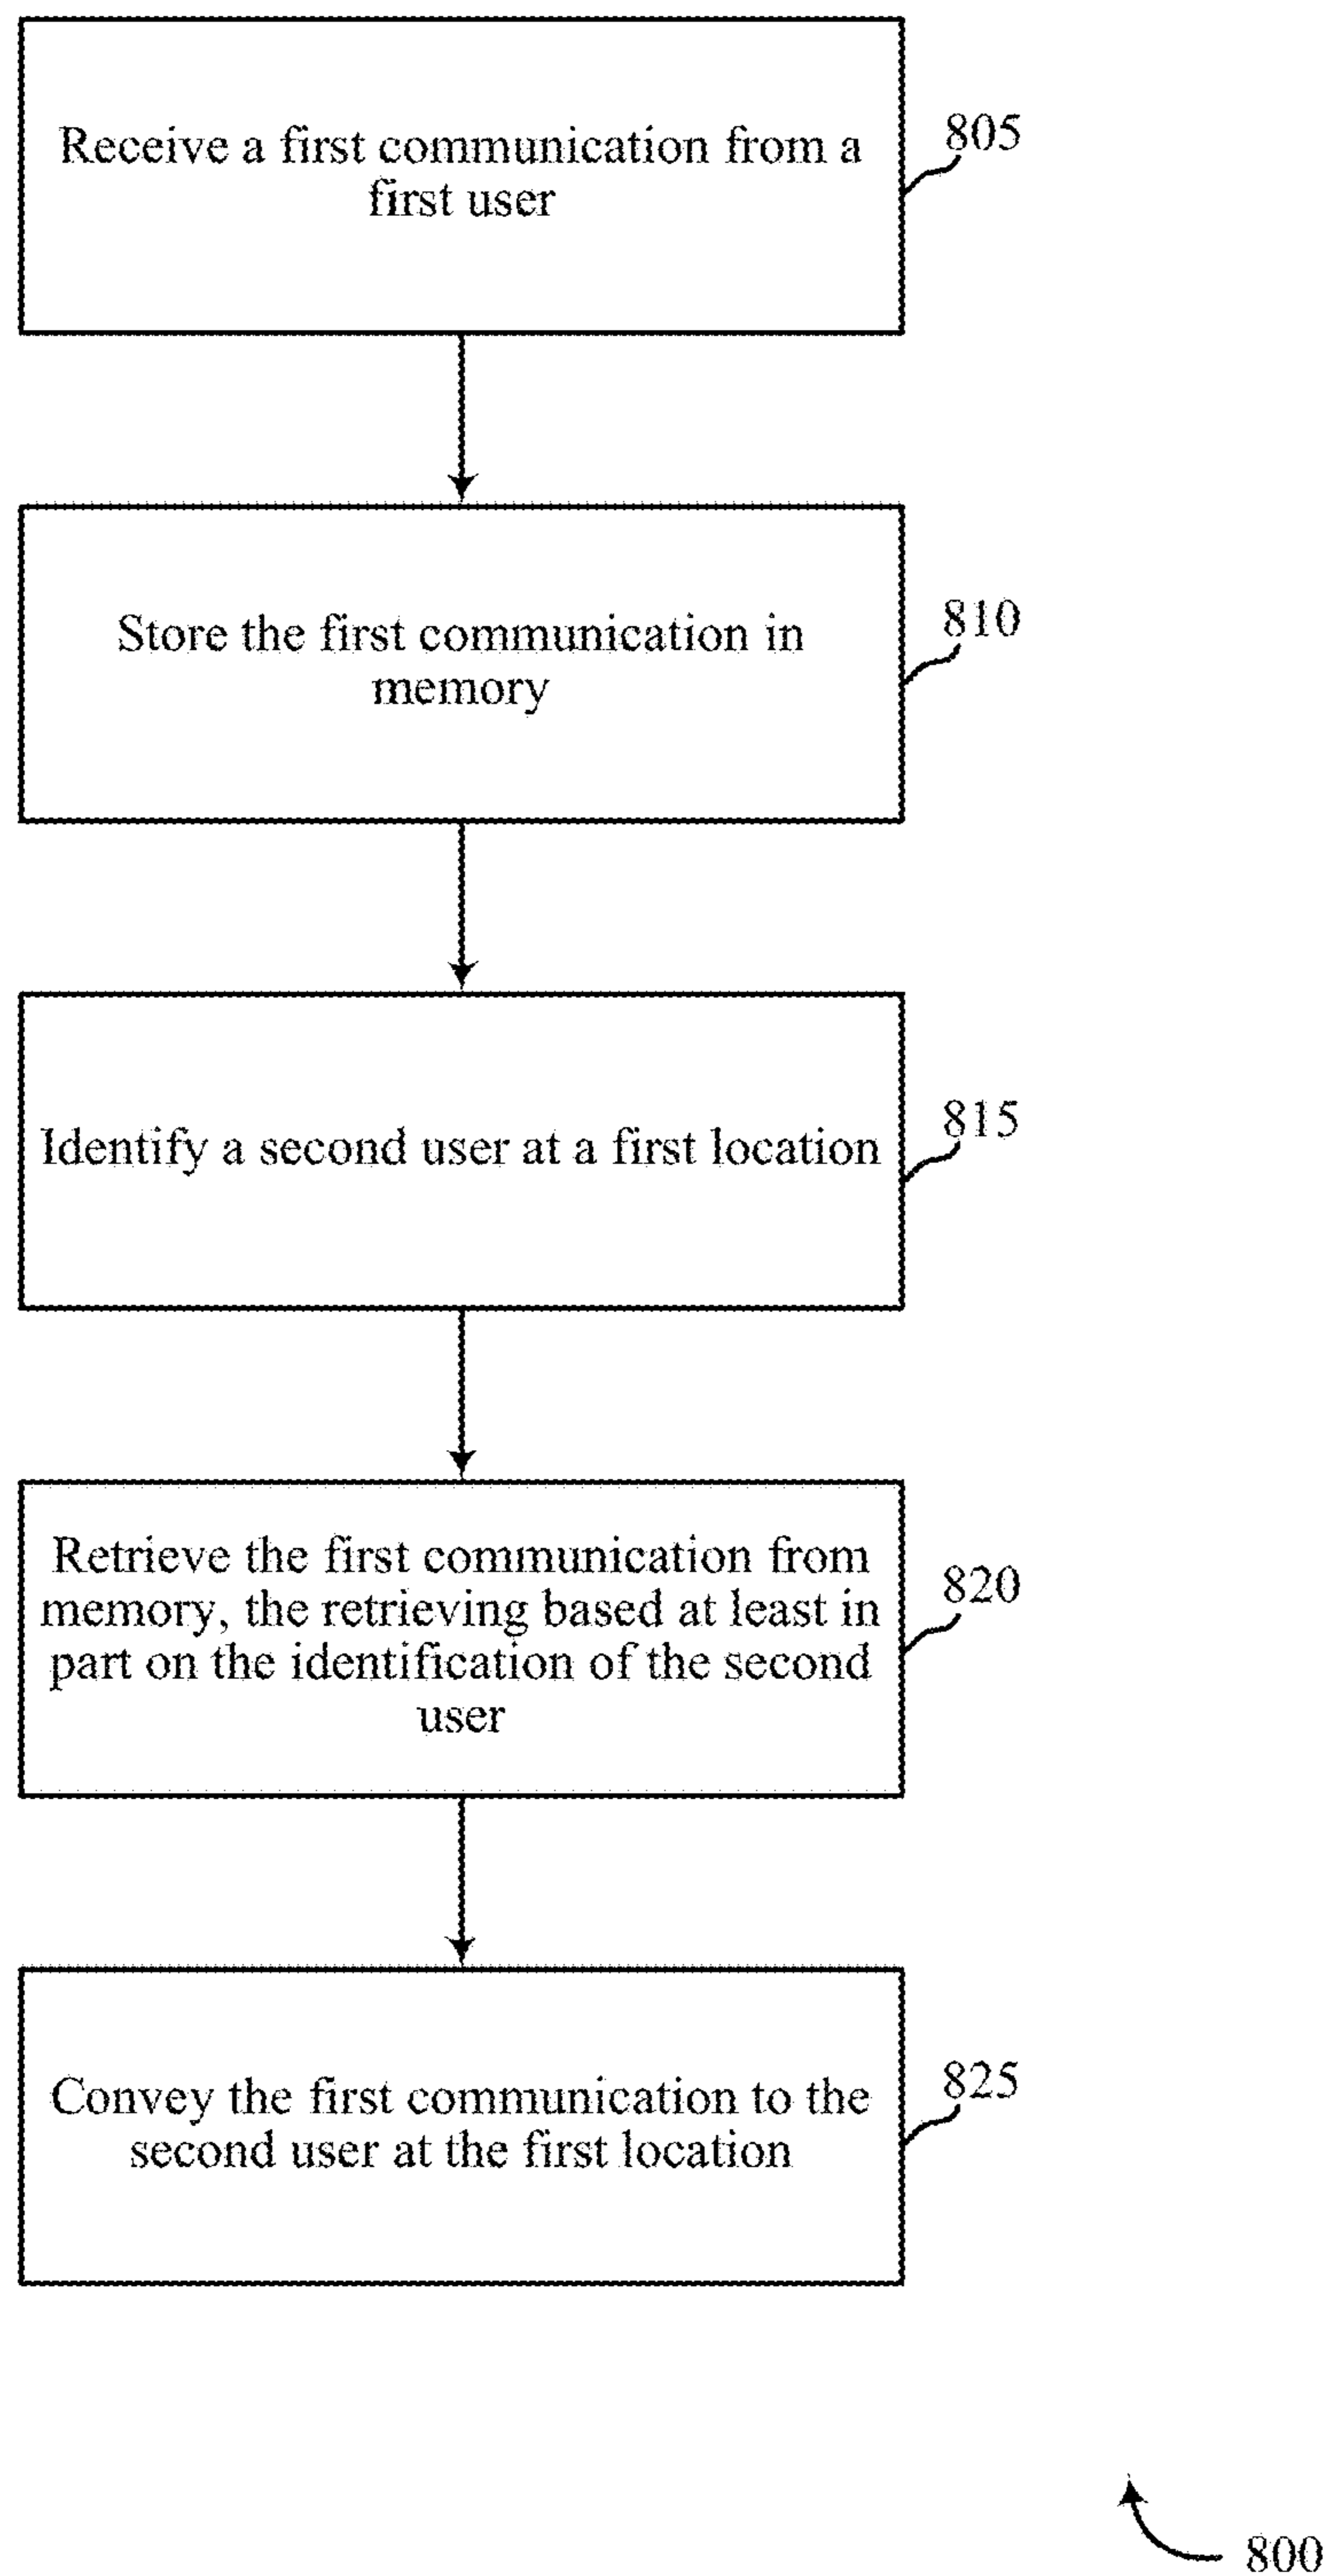 Receive a first communication from a
first user
805
Store the first communication in
memory
810
Identify a second user at a first location
815
Retrieve the first communication from
memory, the retrieving based at least in
part on the identification of the second
user
820
Convey the first communication to the
second user at the first location
825
800